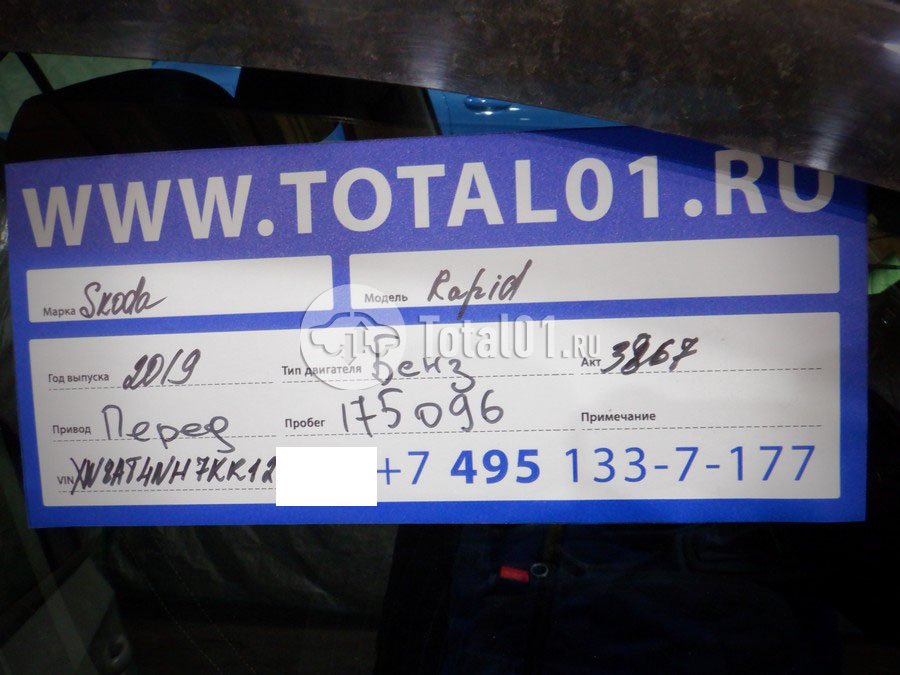 WWW.TOTAL01.RU
Марка Skoda Модель Rapid
Total01.ru
Год выпуска 2019 Тип двигателя Бенз Акт 3867
Привод Перед Пробег 175096 Примечание
VIN XW8AT4NH7KK12 +7 495 133-7-177